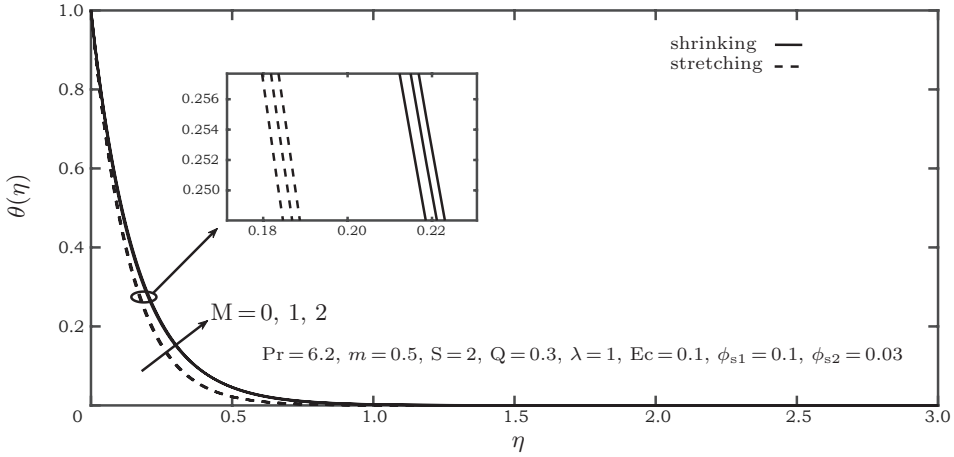 1.0
shrinking
stretching
0.8
0.256
0.254
0.252
0.250
0.18
0.20
0.22
0.6
θ(η)
0.4
M = 0, 1, 2
0.2
Pr = 6.2, m = 0.5, S = 2, Q = 0.3, λ = 1, Ec = 0.1, ϕs1 = 0.1, ϕs2 = 0.03
0
0 0.5 1.0 1.5 2.0 2.5 3.0
η